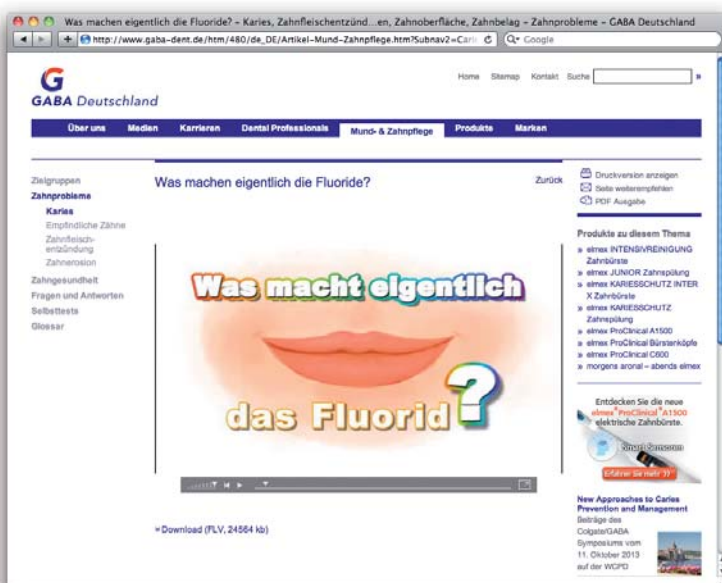 Was machen eigentlich die Fluoride? – Karies, Zahnfleischentzünd...en, Zahnoberfläche, Zahnbelag – Zahnprobleme – GABA Deutschland
http://www.gaba-dent.de/htm/480/de_DE/Artikel-Mund-Zahnpflege.htm?Subnav2=Cari
Google
G
GABA Deutschland
Home Sitemap Kontakt Suche
Über uns Medien Karrieren Dental Professionals Mund- & Zahnpflege Produkte Marken
Zielgruppen
Zahnprobleme
Karies
Empfindliche Zähne
Zahnfleisch-
entzündung
Zahnerosion
Zahngesundheit
Fragen und Antworten
Selbsttests
Glossar
Was machen eigentlich die Fluoride?
Zurück
Was macht eigentlich
das Fluorid?
» Download (FLV, 24564 kb)
Druckversion anzeigen
Seite weiterempfehlen
PDF Ausgabe
Produkte zu diesem Thema
» elmex INTENSIVREINIGUNG
Zahnbürste
» elmex JUNIOR Zahnspülung
» elmex KARIESSCHUTZ INTER
X Zahnbürste
» elmex KARIESSCHUTZ
Zahnspülung
» elmex ProClinical A1500
» elmex ProClinical Bürstenköpfe
» elmex ProClinical C600
» morgens aronal – abends elmex
Entdecken Sie die neue
elmex® ProClinical® A1500
elektrische Zahnbürste.
Smart Sensoren
Erfahren Sie mehr »
New Approaches to Caries
Prevention and Management
Beiträge des
Colgate/GABA
Symposiums vom
11. Oktober 2013
auf der WCPD